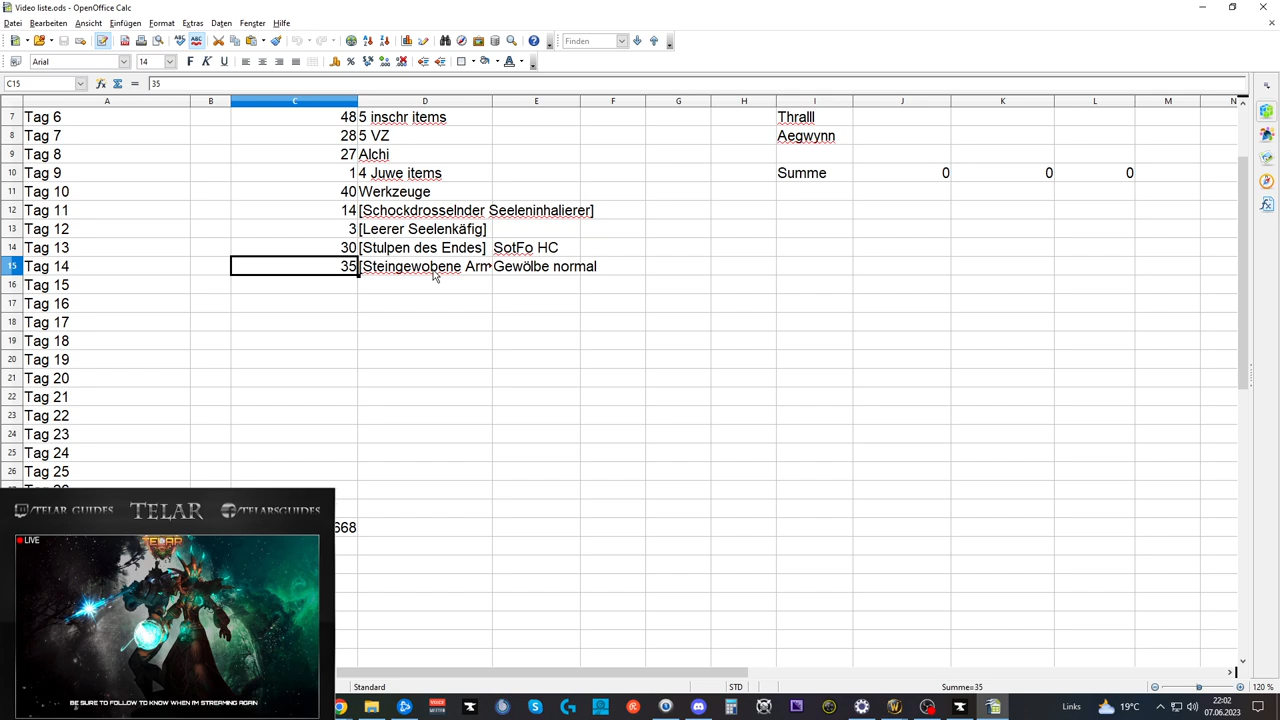 Video liste.ods - OpenOffice Calc
Datei Bearbeiten Ansicht Einfügen Format Extras Daten Fenster Hilfe
Finden
Arial 14
C15 35
A B C D E F G H I J K L M N
7 Tag 6 48 5 inschr items Thralll
8 Tag 7 28 5 VZ Aegwynn
9 Tag 8 27 Alchi
10 Tag 9 1 4 Juwe items Summe 0 0 0
11 Tag 10 40 Werkzeuge
12 Tag 11 14 [Schockdrosselnder Seeleninhalierer]
13 Tag 12 3 [Leerer Seelenkäfig]
14 Tag 13 30 [Stulpen des Endes] SotFo HC
15 Tag 14 35 [Steingewobene Arm Gewölbe normal
16 Tag 15
17 Tag 16
18 Tag 17
19 Tag 18
20 Tag 19
21 Tag 20
22 Tag 21
23 Tag 22
24 Tag 23
25 Tag 24
26 Tag 25
668
/TELAR GUIDES TELAR /TELARSGUIDES
LIVE
TELAR
BE SURE TO FOLLOW TO KNOW WHEN I'M STREAMING AGAIN
Standard STD Summe=35 120 %
Links 19°C 22:02
07.06.2023